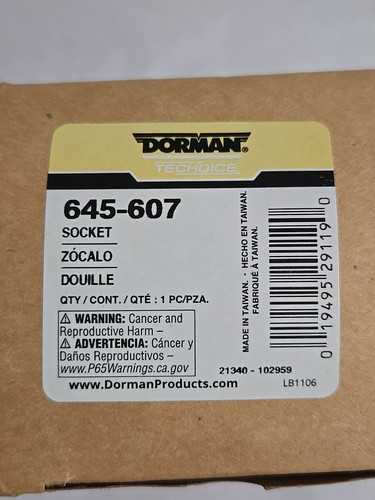 DORMAN®
TECHOICE
645-607
SOCKET
ZÓCALO
DOUILLE
QTY / CONT. / QTÉ : 1 PC/PZA.
⚠ WARNING: Cancer and
Reproductive Harm –
⚠ ADVERTENCIA: Cáncer y
Daños Reproductivos –
www.P65Warnings.ca.gov
www.DormanProducts.com
MADE IN TAIWAN. · HECHO EN TAIWAN.
FABRIQUÉ À TAIWAN.
0 19495 29119 0
21340 - 102959
LB1106